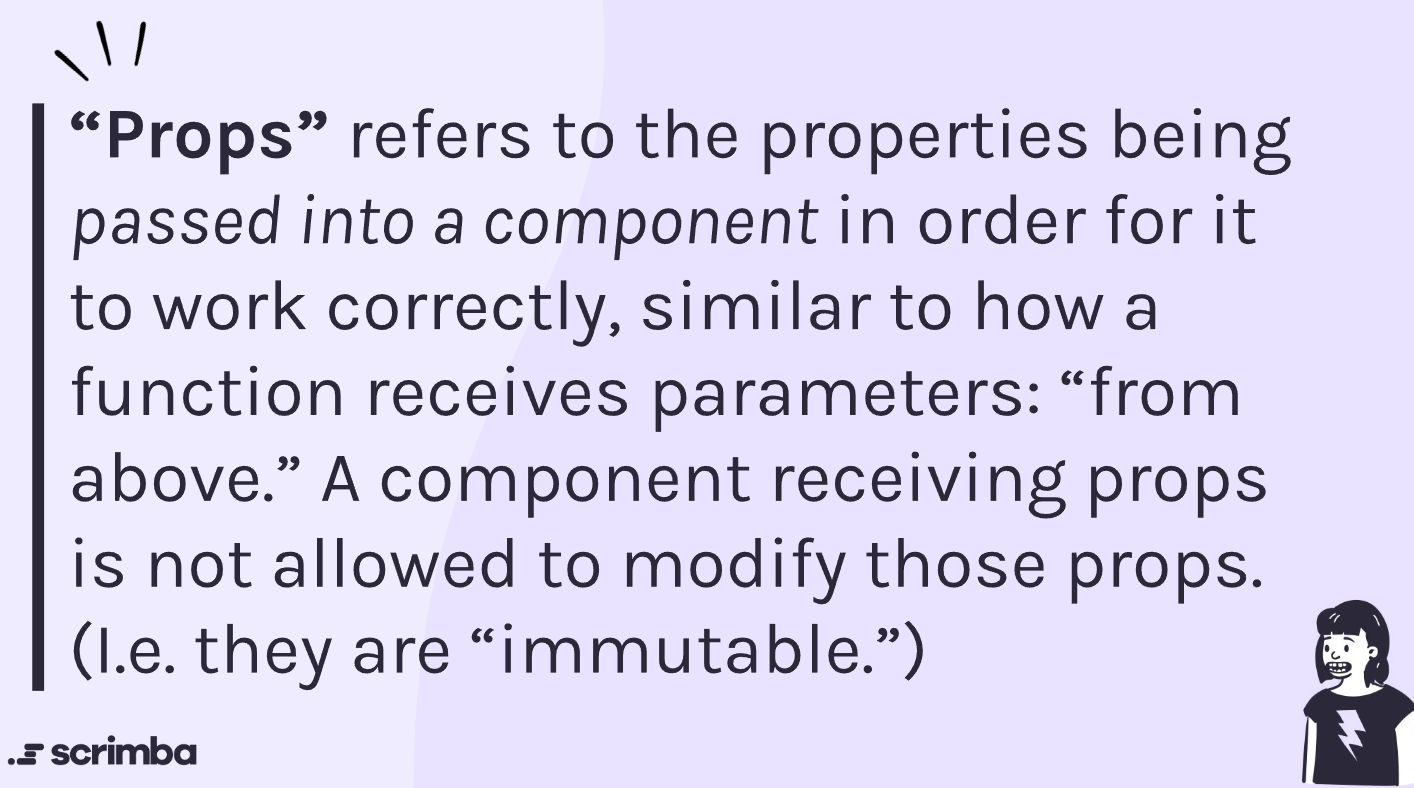 “Props” refers to the properties being
passed into a component in order for it
to work correctly, similar to how a
function receives parameters: “from
above.” A component receiving props
is not allowed to modify those props.
(I.e. they are “immutable.”)
scrimba